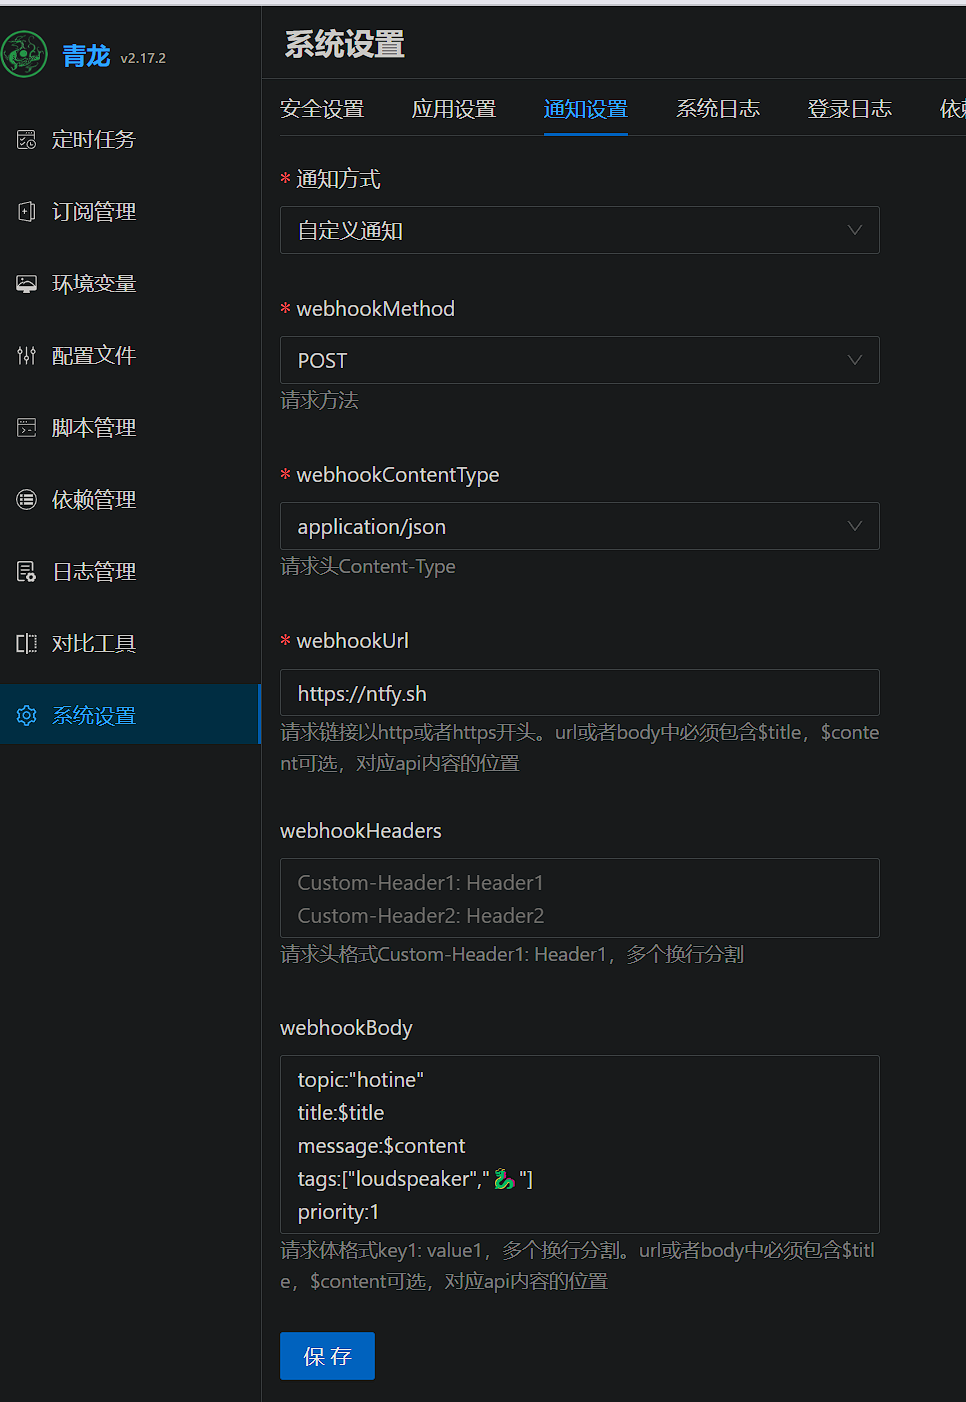 青龙 v2.17.2
定时任务
订阅管理
环境变量
配置文件
脚本管理
依赖管理
日志管理
对比工具
系统设置
系统设置
安全设置 应用设置 通知设置 系统日志 登录日志
* 通知方式
自定义通知
* webhookMethod
POST
请求方法
* webhookContentType
application/json
请求头Content-Type
* webhookUrl
https://ntfy.sh
请求链接以http或者https开头。url或者body中必须包含$title，$conte
nt可选，对应api内容的位置
webhookHeaders
Custom-Header1: Header1
Custom-Header2: Header2
请求头格式Custom-Header1: Header1，多个换行分割
webhookBody
topic:"hotine"
title:$title
message:$content
tags:["loudspeaker","🐉"]
priority:1
请求体格式key1: value1，多个换行分割。url或者body中必须包含$titl
e，$content可选，对应api内容的位置
保 存